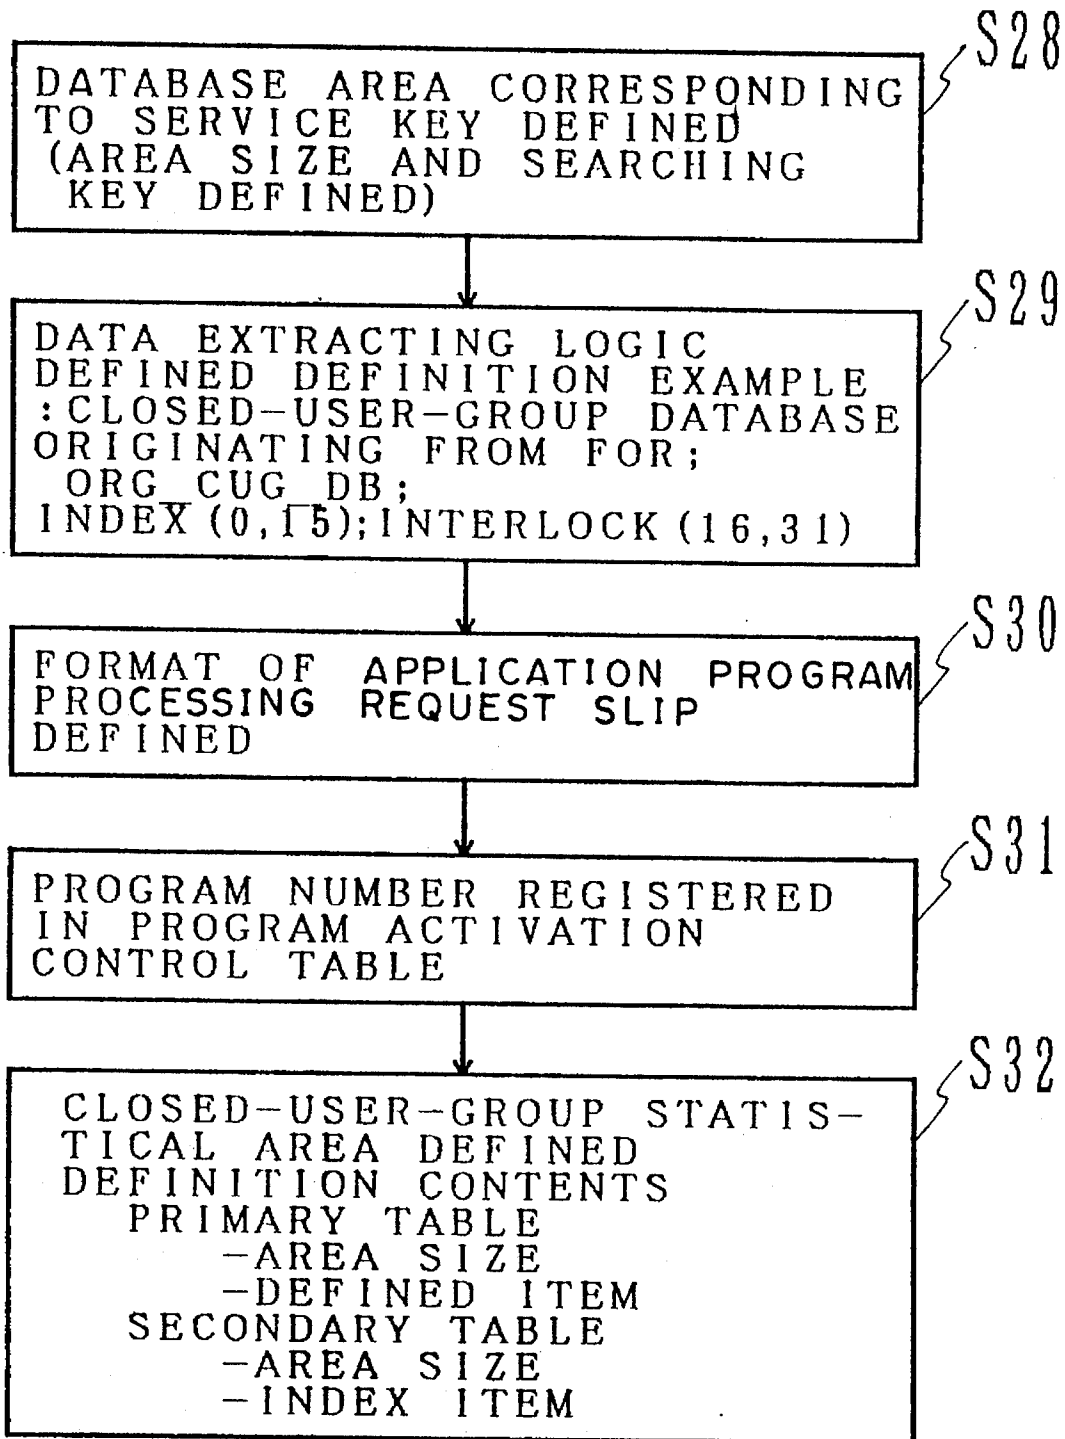 S28
DATABASE AREA CORRESPONDING
TO SERVICE KEY DEFINED
(AREA SIZE AND SEARCHING
KEY DEFINED)
S29
DATA EXTRACTING LOGIC
DEFINED DEFINITION EXAMPLE
:CLOSED-USER-GROUP DATABASE
ORIGINATING FROM FOR;
ORG_CUG_DB;
INDEX(0,15);INTERLOCK(16,31)
S30
FORMAT OF APPLICATION PROGRAM
PROCESSING REQUEST SLIP
DEFINED
S31
PROGRAM NUMBER REGISTERED
IN PROGRAM ACTIVATION
CONTROL TABLE
S32
CLOSED-USER-GROUP STATIS-
TICAL AREA DEFINED
DEFINITION CONTENTS
PRIMARY TABLE
-AREA SIZE
-DEFINED ITEM
SECONDARY TABLE
-AREA SIZE
-INDEX ITEM